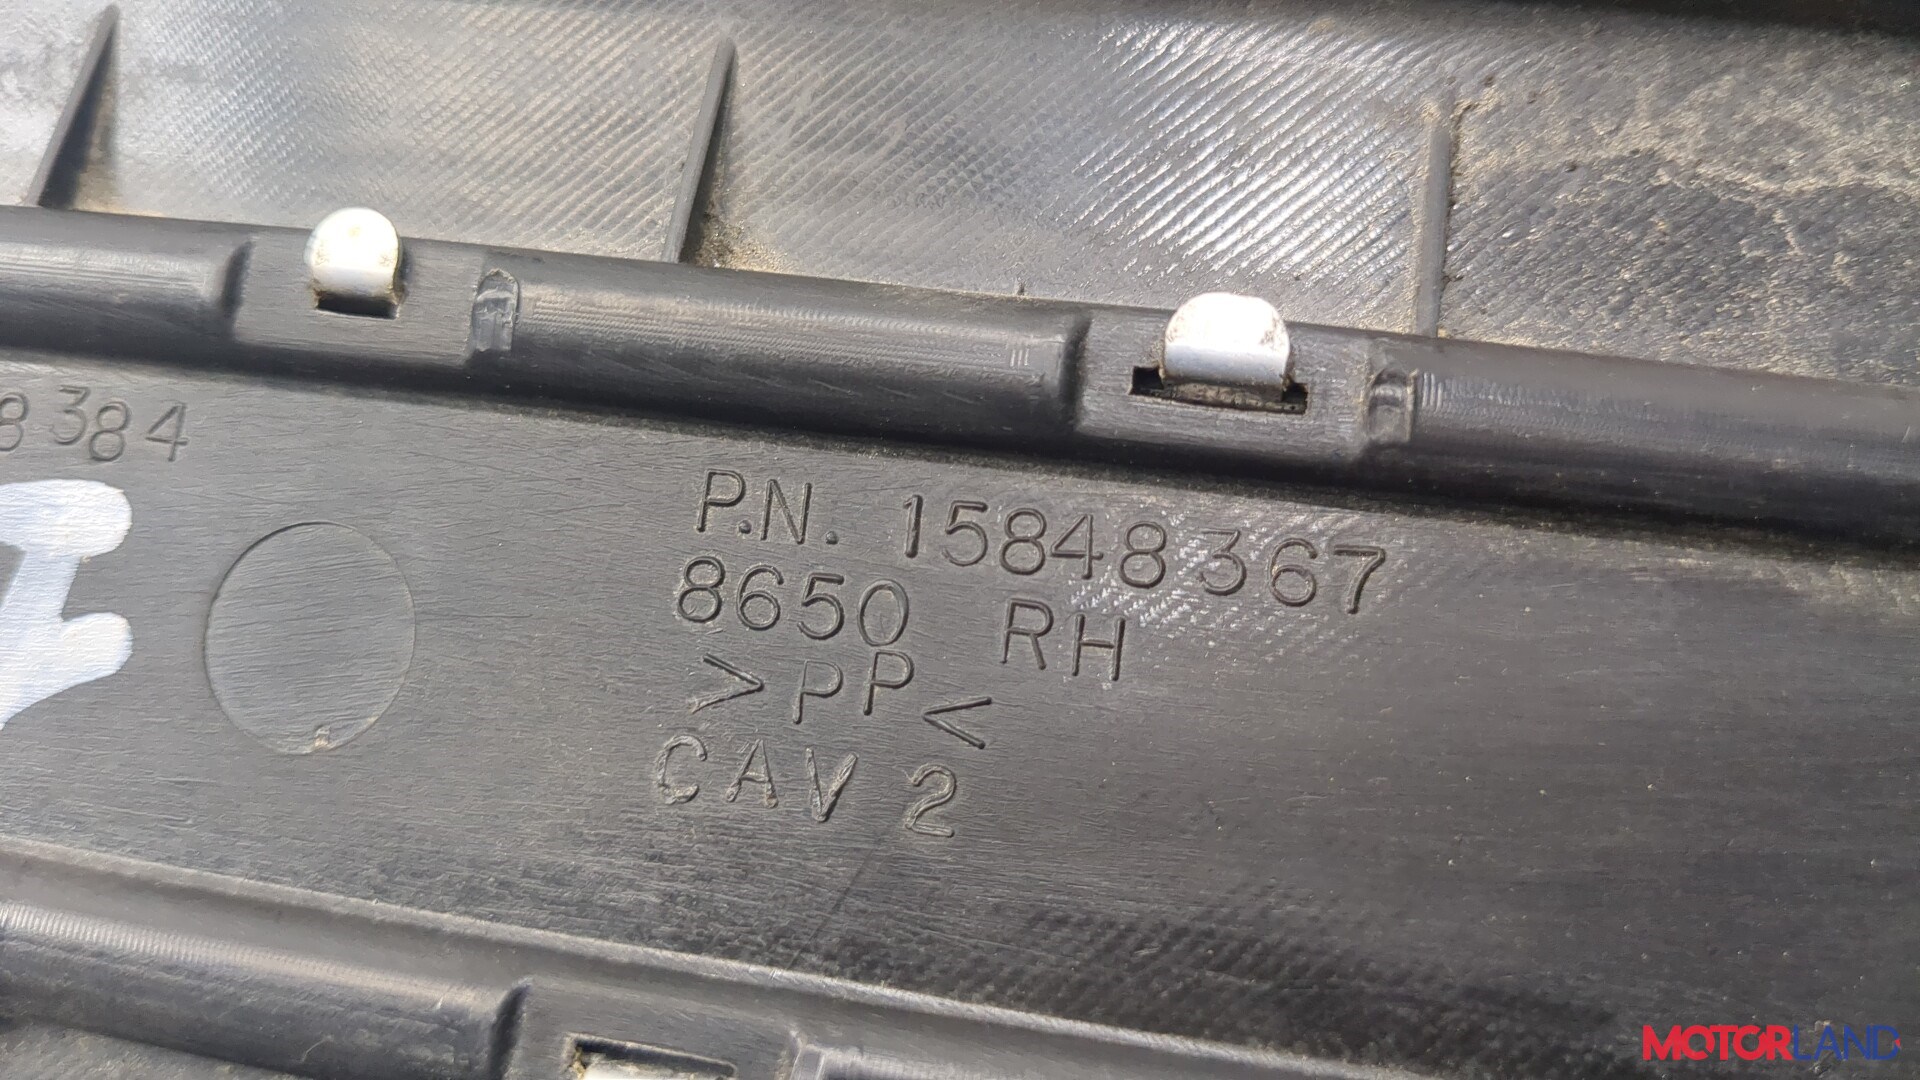 8384
P.N. 15848367
8650 RH
>PP<
CAV 2
MOTORLAND